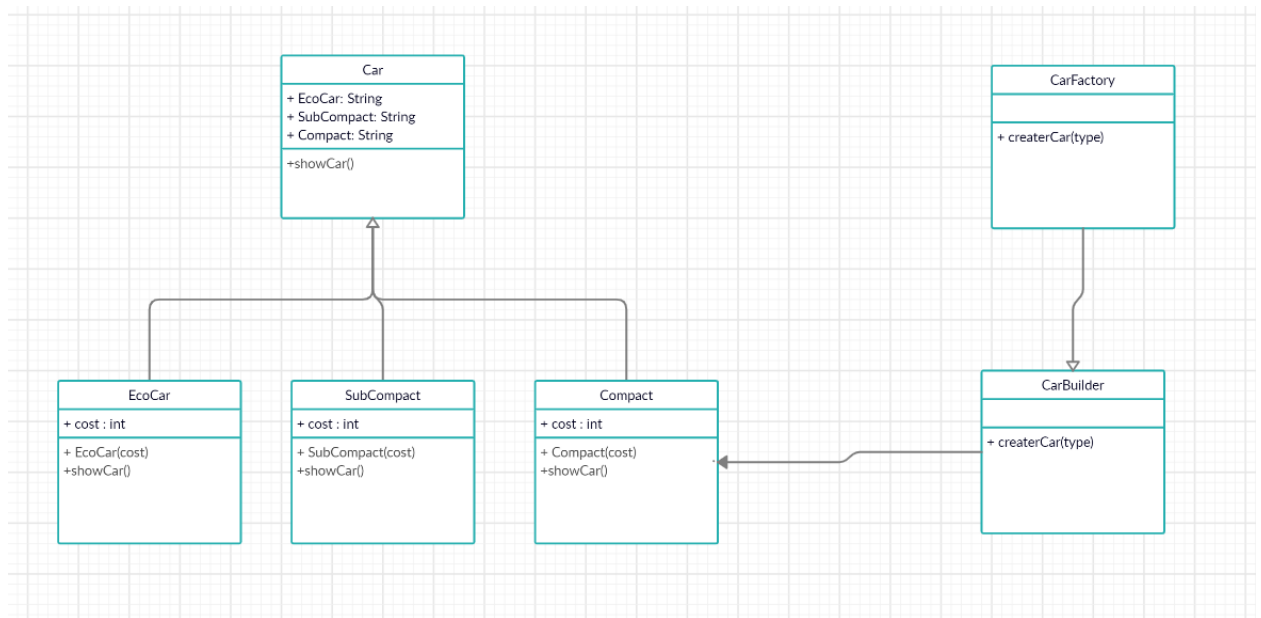 Car
+ EcoCar: String
+ SubCompact: String
+ Compact: String
+showCar()
CarFactory
+ createrCar(type)
EcoCar
+ cost : int
+ EcoCar(cost)
+showCar()
SubCompact
+ cost : int
+ SubCompact(cost)
+showCar()
Compact
+ cost : int
+ Compact(cost)
+showCar()
CarBuilder
+ createrCar(type)